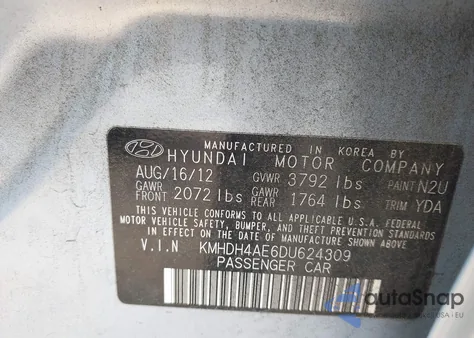 MANUFACTURED IN KOREA BY
HYUNDAI MOTOR COMPANY
AUG/16/12 GVWR 3792 lbs PAINT N2U
GAWR FRONT 2072 lbs GAWR REAR 1764 lbs TRIM YDA
THIS VEHICLE CONFORMS TO ALL APPLICABLE U.S.A. FEDERAL
MOTOR VEHICLE SAFETY, BUMPER, AND THEFT PREVENTION STANDARDS
IN EFFECT ON THE DATE OF MANUFACTURE SHOWN ABOVE.
V.I.N KMHDH4AE6DU624309
PASSENGER CAR
autoSnap